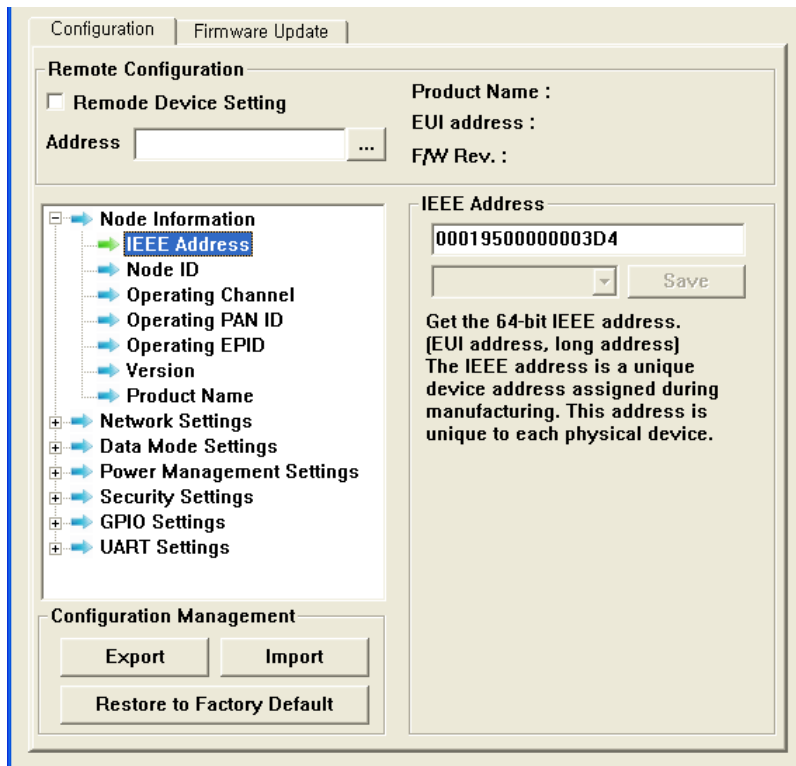 Configuration
Firmware Update
Remote Configuration
Remode Device Setting
Address
...
Product Name :
EUI address :
F/W Rev. :
Node Information
IEEE Address
Node ID
Operating Channel
Operating PAN ID
Operating EPID
Version
Product Name
Network Settings
Data Mode Settings
Power Management Settings
Security Settings
GPIO Settings
UART Settings
Configuration Management
Export
Import
Restore to Factory Default
IEEE Address
00019500000003D4
Save
Get the 64-bit IEEE address.
(EUI address, long address)
The IEEE address is a unique
device address assigned during
manufacturing. This address is
unique to each physical device.